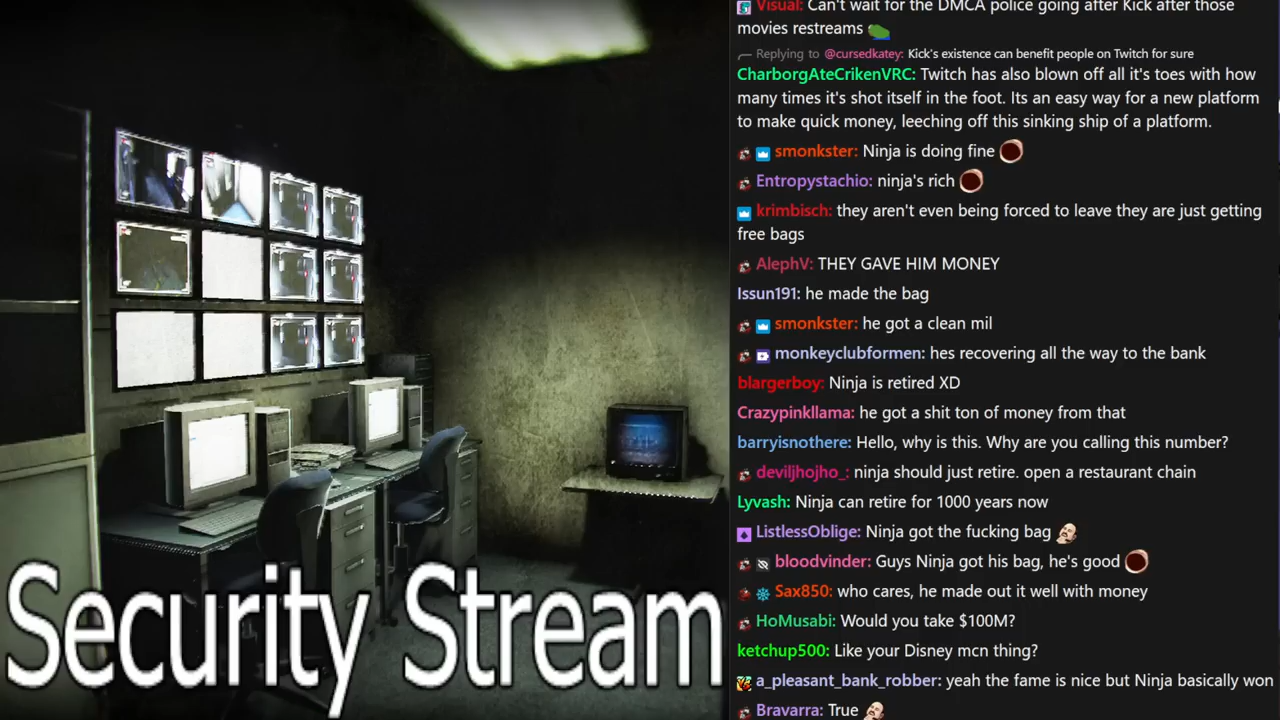 Security Stream
Visual: Can't wait for the DMCA police going after Kick after those
movies restreams
Replying to @cursedkatey: Kick's existence can benefit people on Twitch for sure
CharborgAteCrikenVRC: Twitch has also blown off all it's toes with how
many times it's shot itself in the foot. Its an easy way for a new platform
to make quick money, leeching off this sinking ship of a platform.
smonkster: Ninja is doing fine
Entropystachio: ninja's rich
krimbisch: they aren't even being forced to leave they are just getting
free bags
AlephV: THEY GAVE HIM MONEY
Issun191: he made the bag
smonkster: he got a clean mil
monkeyclubformen: hes recovering all the way to the bank
blargerboy: Ninja is retired XD
Crazypinkllama: he got a shit ton of money from that
barryisnothere: Hello, why is this. Why are you calling this number?
deviljhojho_: ninja should just retire. open a restaurant chain
Lyvash: Ninja can retire for 1000 years now
ListlessOblige: Ninja got the fucking bag
bloodvinder: Guys Ninja got his bag, he's good
Sax850: who cares, he made out it well with money
HoMusabi: Would you take $100M?
ketchup500: Like your Disney mcn thing?
a_pleasant_bank_robber: yeah the fame is nice but Ninja basically won
Bravarra: True